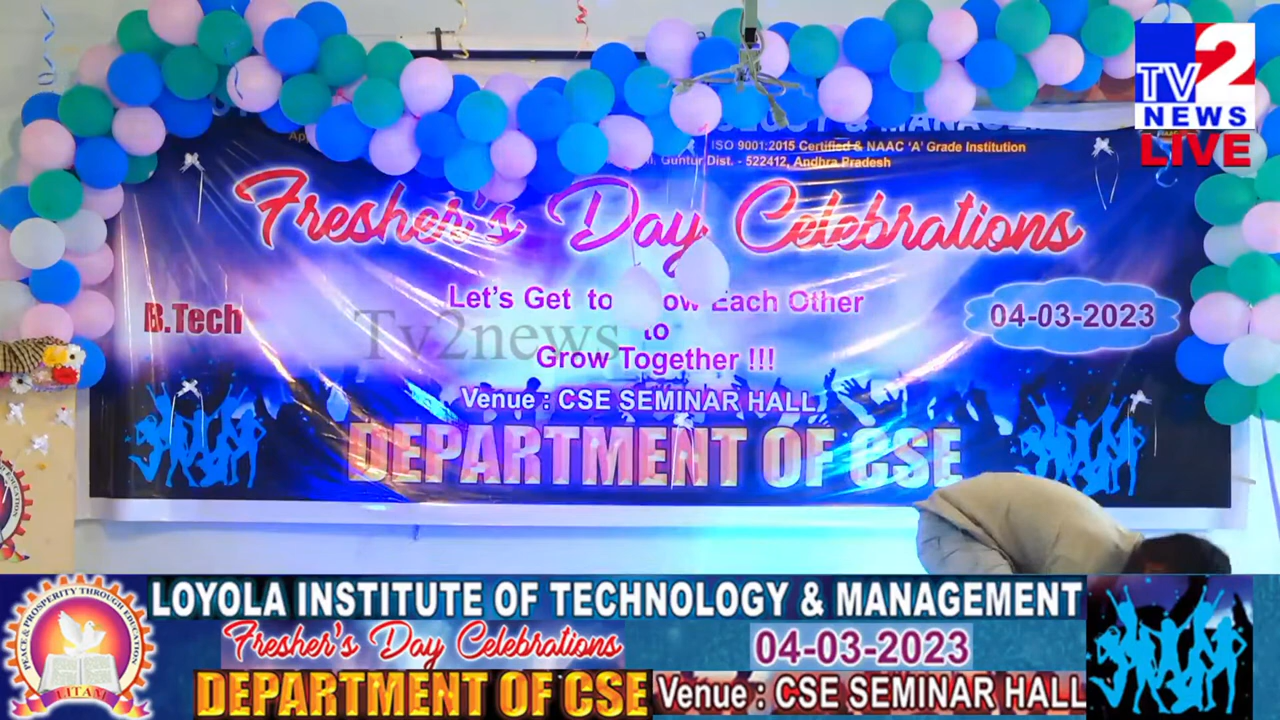 TV2
NEWS
LIVE
ISO 9001:2015 Certified & NAAC 'A' Grade Institution
Guntur Dist. - 522412, Andhra Pradesh
Fresher's Day Celebrations
Let's Get to Each Other
B.Tech
04-03-2023
to
Tv2news
Grow Together !!!
Venue : CSE SEMINAR HALL
DEPARTMENT OF CSE
LOYOLA INSTITUTE OF TECHNOLOGY & MANAGEMENT
PEACE & PROSPERITY THROUGH EDUCATION
LITAM
Fresher's Day Celebrations
04-03-2023
DEPARTMENT OF CSE
Venue : CSE SEMINAR HALL